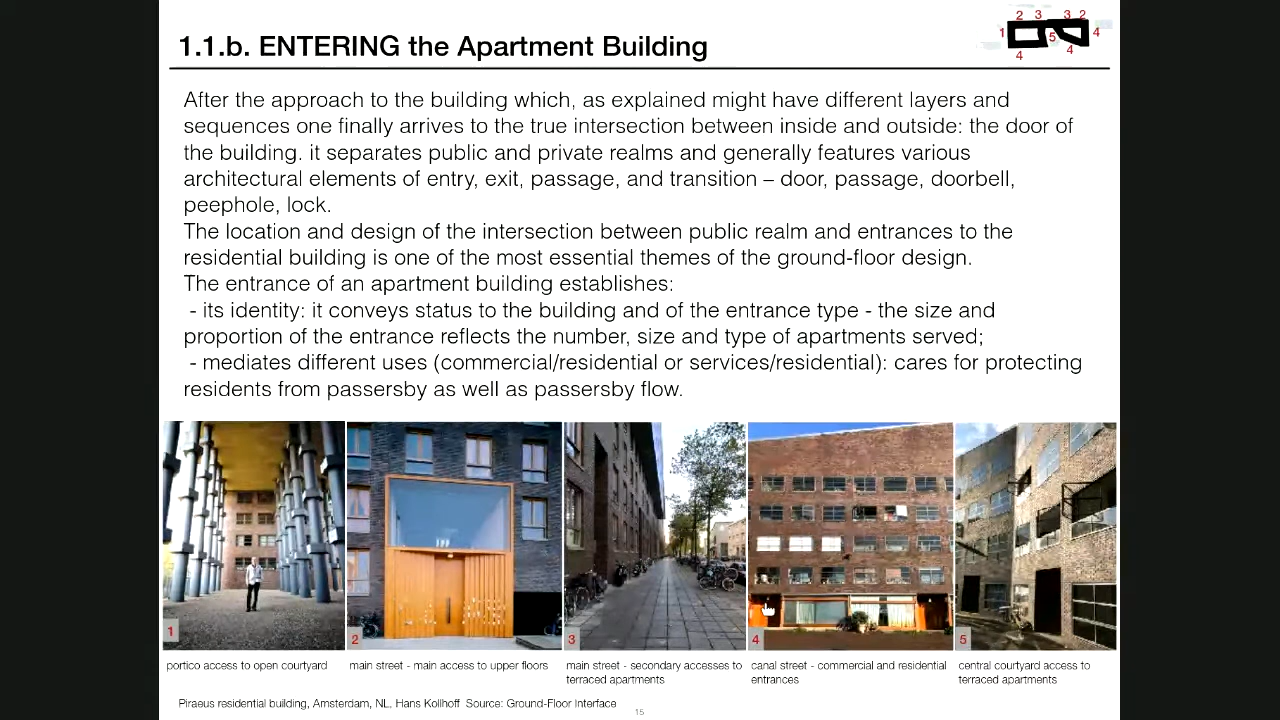 1.1.b. ENTERING the Apartment Building
2 3 3 2
1 5 4
4 4
After the approach to the building which, as explained might have different layers and
sequences one finally arrives to the true intersection between inside and outside: the door of
the building. it separates public and private realms and generally features various
architectural elements of entry, exit, passage, and transition – door, passage, doorbell,
peephole, lock.
The location and design of the intersection between public realm and entrances to the
residential building is one of the most essential themes of the ground-floor design.
The entrance of an apartment building establishes:
- its identity: it conveys status to the building and of the entrance type - the size and
proportion of the entrance reflects the number, size and type of apartments served;
- mediates different uses (commercial/residential or services/residential): cares for protecting
residents from passersby as well as passersby flow.
1
2
3
4
5
portico access to open courtyard
main street - main access to upper floors
main street - secondary accesses to
terraced apartments
canal street - commercial and residential
entrances
central courtyard access to
terraced apartments
Piraeus residential building, Amsterdam, NL. Hans Kollhoff Source: Ground-Floor Interface
15